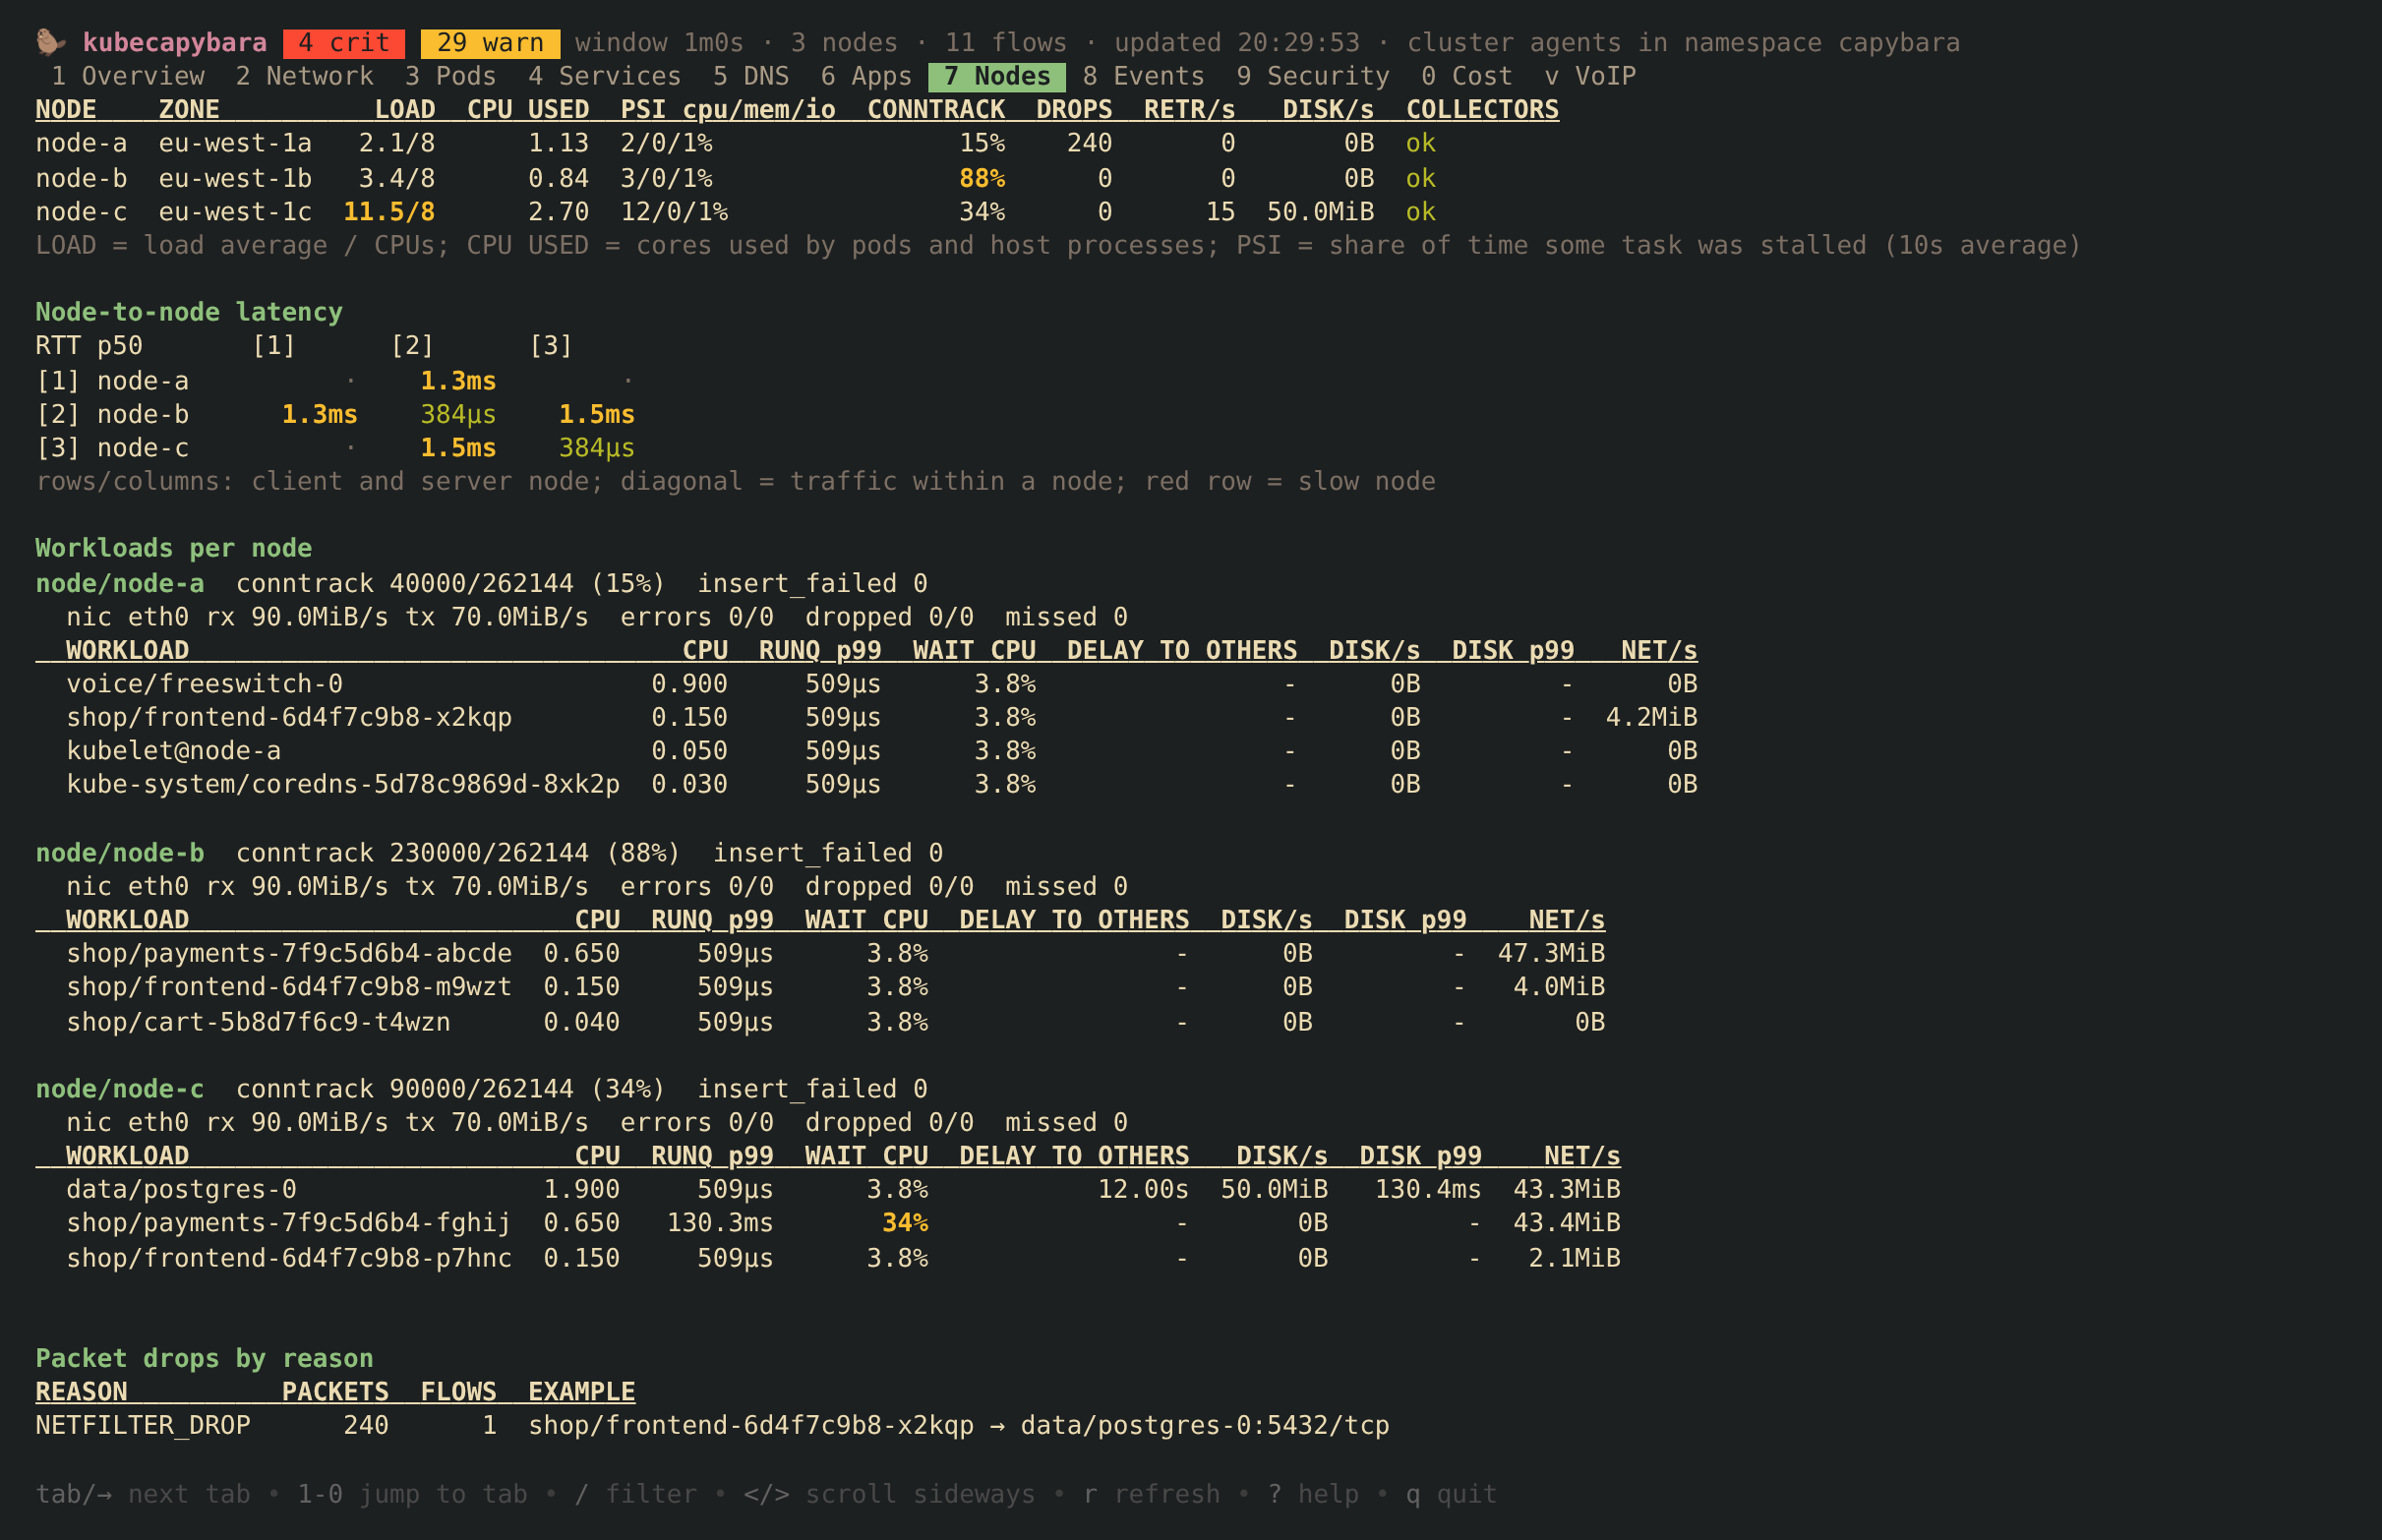 kubecapybara 4 crit 29 warn window 1m0s · 3 nodes · 11 flows · updated 20:29:53 · cluster agents in namespace capybara
1 Overview 2 Network 3 Pods 4 Services 5 DNS 6 Apps 7 Nodes 8 Events 9 Security 0 Cost v VoIP
NODE ZONE LOAD CPU USED PSI cpu/mem/io CONNTRACK DROPS RETR/s DISK/s COLLECTORS
node-a eu-west-1a 2.1/8 1.13 2/0/1% 15% 240 0 0B ok
node-b eu-west-1b 3.4/8 0.84 3/0/1% 88% 0 0 0B ok
node-c eu-west-1c 11.5/8 2.70 12/0/1% 34% 0 15 50.0MiB ok
LOAD = load average / CPUs; CPU USED = cores used by pods and host processes; PSI = share of time some task was stalled (10s average)
Node-to-node latency
RTT p50 [1] [2] [3]
[1] node-a · 1.3ms ·
[2] node-b 1.3ms 384µs 1.5ms
[3] node-c · 1.5ms 384µs
rows/columns: client and server node; diagonal = traffic within a node; red row = slow node
Workloads per node
node/node-a conntrack 40000/262144 (15%) insert_failed 0
nic eth0 rx 90.0MiB/s tx 70.0MiB/s errors 0/0 dropped 0/0 missed 0
WORKLOAD CPU RUNQ p99 WAIT CPU DELAY TO OTHERS DISK/s DISK p99 NET/s
voice/freeswitch-0 0.900 509µs 3.8% - 0B - 0B
shop/frontend-6d4f7c9b8-x2kqp 0.150 509µs 3.8% - 0B - 4.2MiB
kubelet@node-a 0.050 509µs 3.8% - 0B - 0B
kube-system/coredns-5d78c9869d-8xk2p 0.030 509µs 3.8% - 0B - 0B
node/node-b conntrack 230000/262144 (88%) insert_failed 0
nic eth0 rx 90.0MiB/s tx 70.0MiB/s errors 0/0 dropped 0/0 missed 0
WORKLOAD CPU RUNQ p99 WAIT CPU DELAY TO OTHERS DISK/s DISK p99 NET/s
shop/payments-7f9c5d6b4-abcde 0.650 509µs 3.8% - 0B - 47.3MiB
shop/frontend-6d4f7c9b8-m9wzt 0.150 509µs 3.8% - 0B - 4.0MiB
shop/cart-5b8d7f6c9-t4wzn 0.040 509µs 3.8% - 0B - 0B
node/node-c conntrack 90000/262144 (34%) insert_failed 0
nic eth0 rx 90.0MiB/s tx 70.0MiB/s errors 0/0 dropped 0/0 missed 0
WORKLOAD CPU RUNQ p99 WAIT CPU DELAY TO OTHERS DISK/s DISK p99 NET/s
data/postgres-0 1.900 509µs 3.8% 12.00s 50.0MiB 130.4ms 43.3MiB
shop/payments-7f9c5d6b4-fghij 0.650 130.3ms 34% - 0B - 43.4MiB
shop/frontend-6d4f7c9b8-p7hnc 0.150 509µs 3.8% - 0B - 2.1MiB
Packet drops by reason
REASON PACKETS FLOWS EXAMPLE
NETFILTER_DROP 240 1 shop/frontend-6d4f7c9b8-x2kqp → data/postgres-0:5432/tcp
tab/→ next tab • 1-0 jump to tab • / filter • </> scroll sideways • r refresh • ? help • q quit